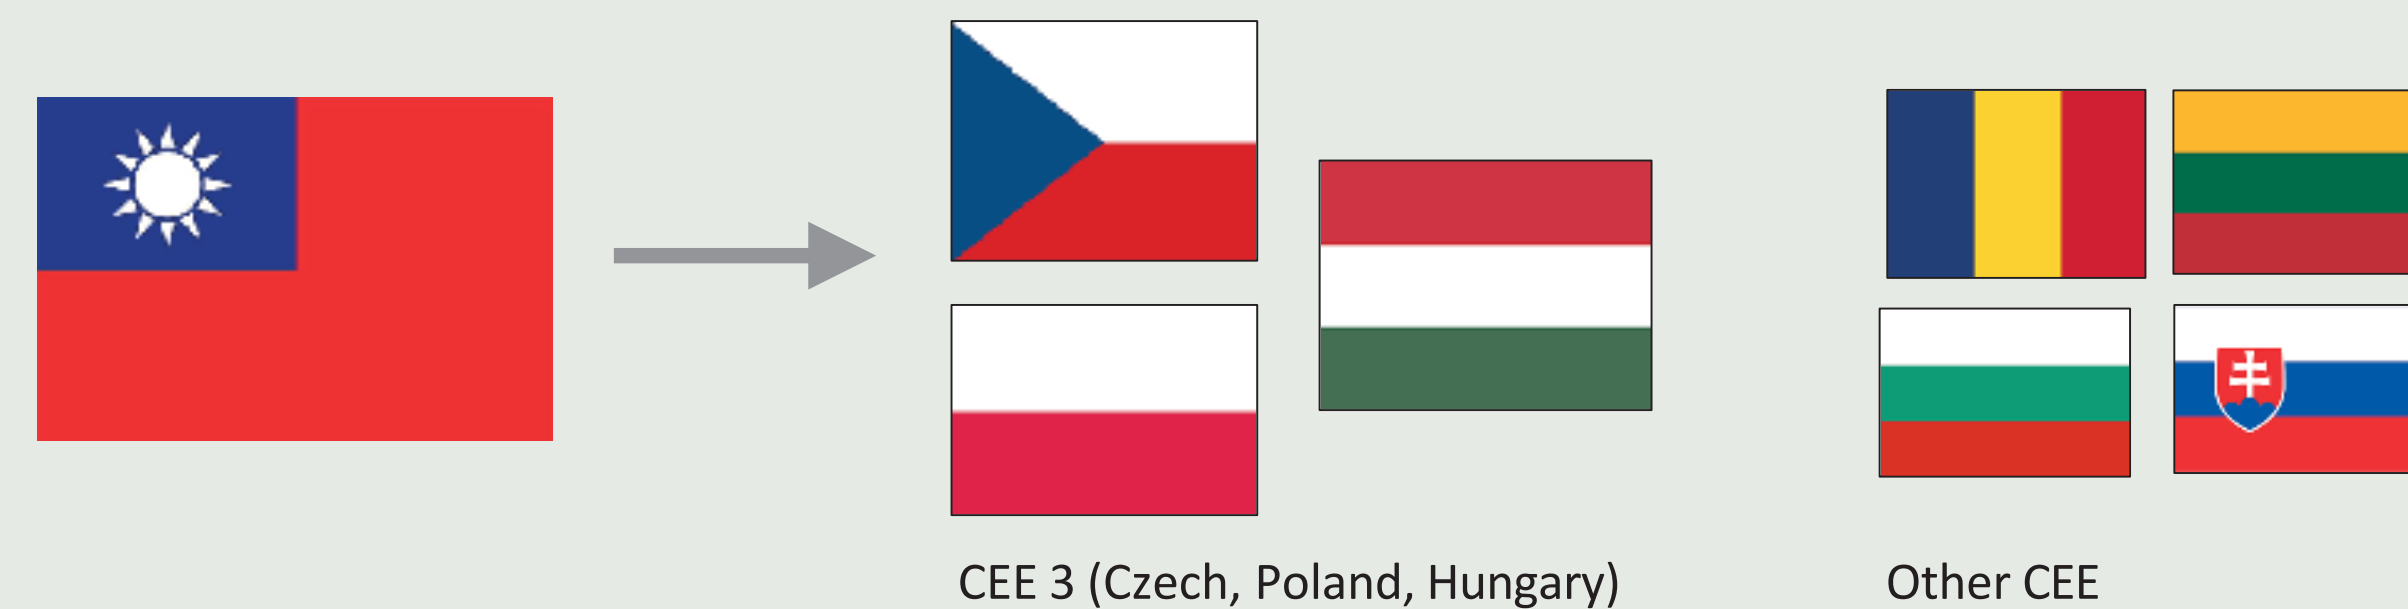 CEE 3 (Czech, Poland, Hungary)
Other CEE